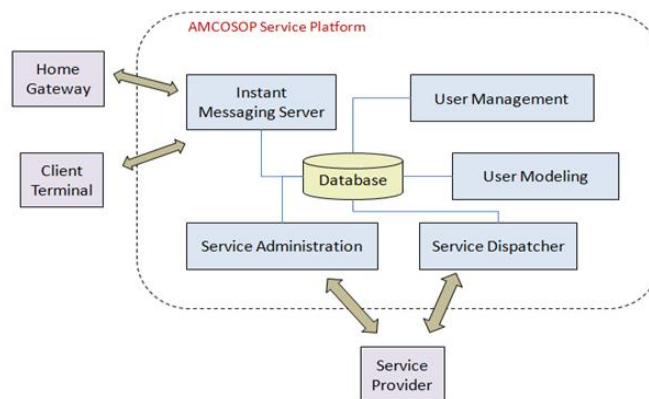 AMCOSOP Service Platform
Home
Gateway
Instant
Messaging Server
User Management
Client
Terminal
Database
User Modeling
Service Administration
Service Dispatcher
Service
Provider